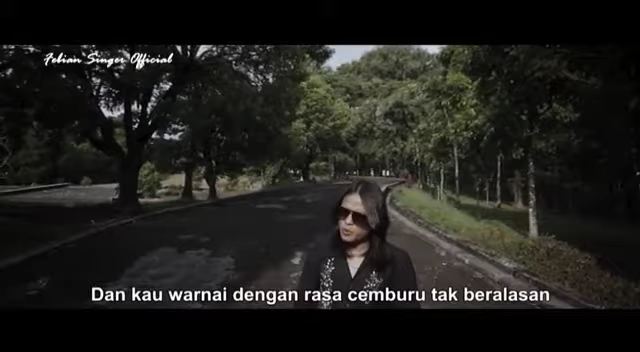 Febian Singer Official
Dan kau warnai dengan rasa cemburu tak beralasan